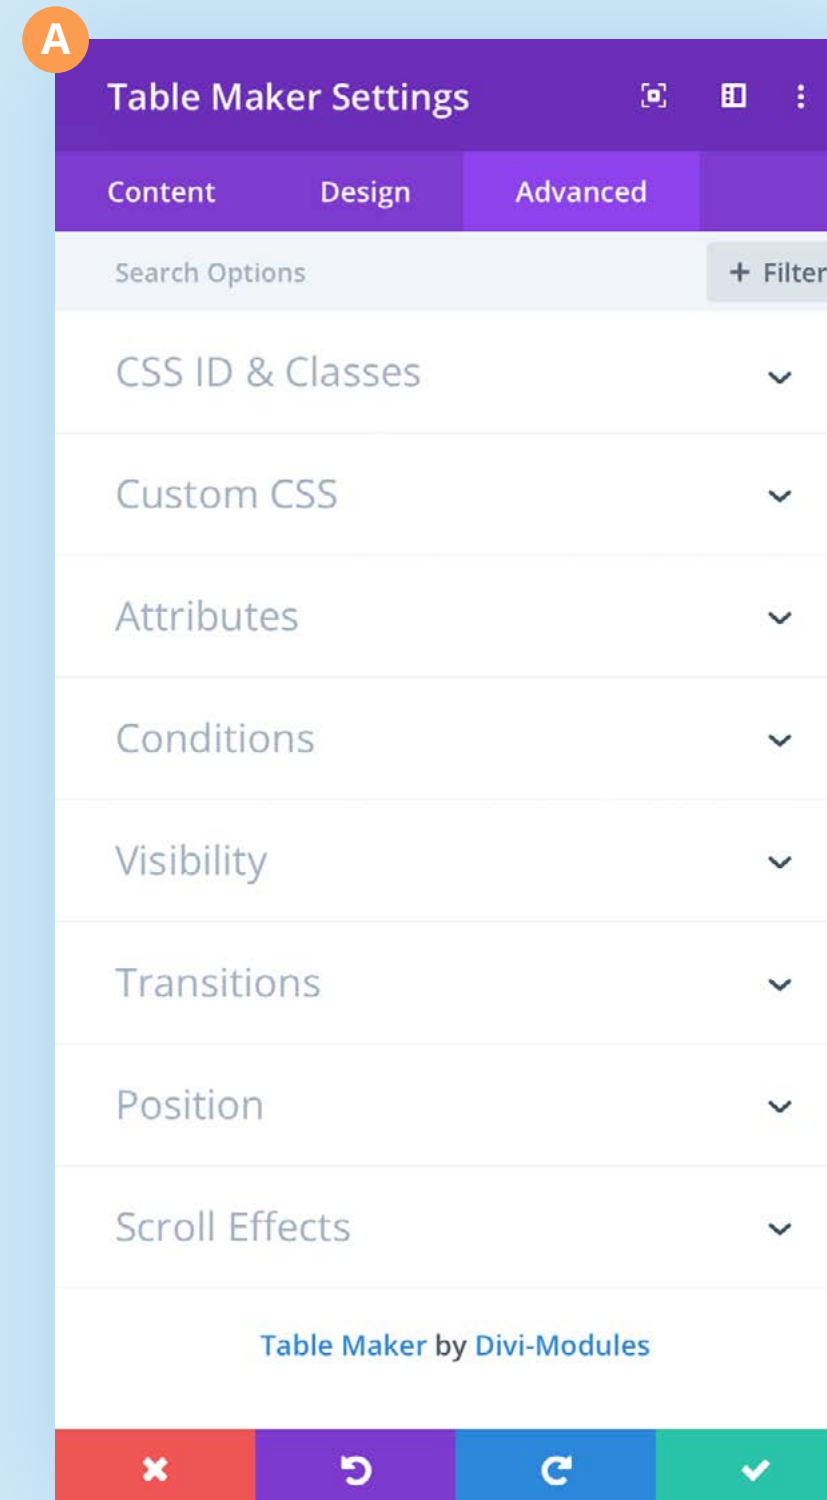 A
Table Maker Settings
Content Design Advanced
Search Options + Filter
CSS ID & Classes
Custom CSS
Attributes
Conditions
Visibility
Transitions
Position
Scroll Effects
Table Maker by Divi-Modules